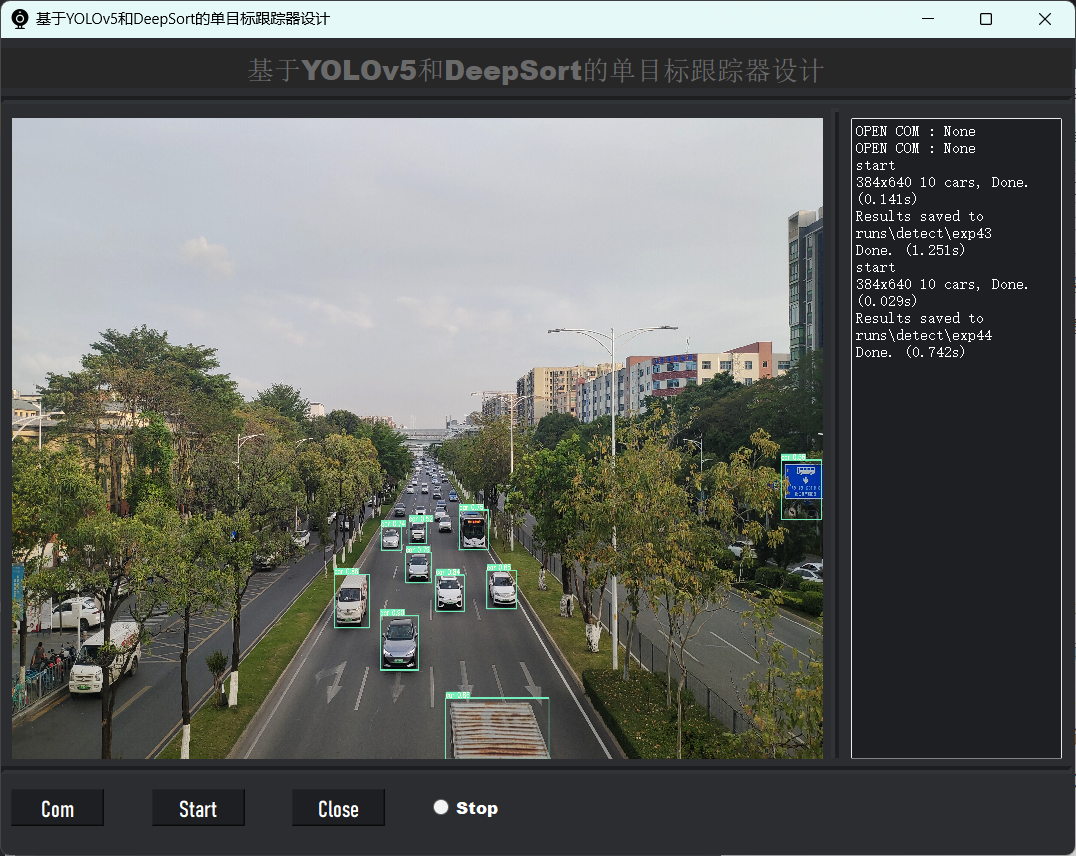 基于YOLOv5和DeepSort的单目标跟踪器设计
基于YOLOv5和DeepSort的单目标跟踪器设计
OPEN COM : None
OPEN COM : None
start
384x640 10 cars, Done.
(0.141s)
Results saved to
runs\detect\exp43
Done. (1.251s)
start
384x640 10 cars, Done.
(0.029s)
Results saved to
runs\detect\exp44
Done. (0.742s)
Com
Start
Close
Stop